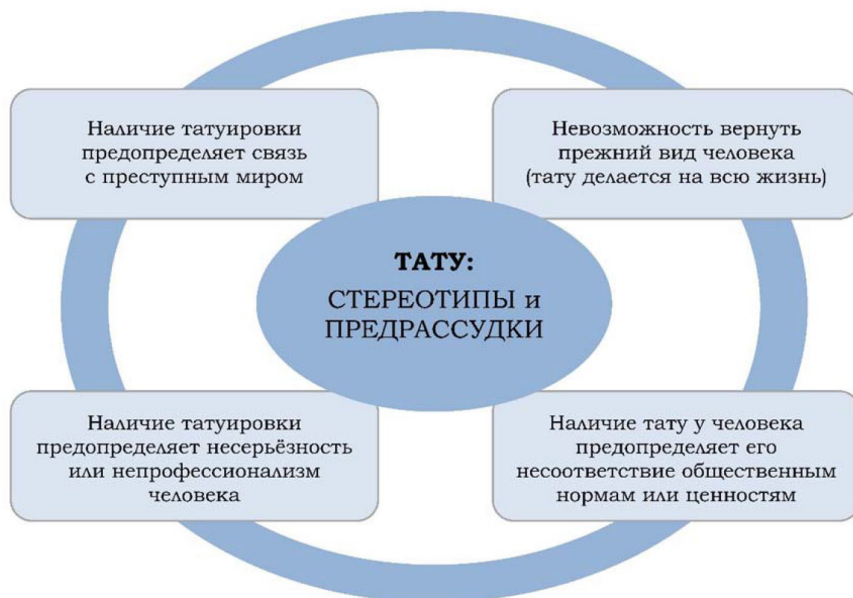 Наличие татуировки
предопределяет связь
с преступным миром
Невозможность вернуть
прежний вид человека
(тату делается на всю жизнь)
ТАТУ:
СТЕРЕОТИПЫ и
ПРЕДРАССУДКИ
Наличие татуировки
предопределяет несерьёзность
или непрофессионализм
человека
Наличие тату у человека
предопределяет его
несоответствие общественным
нормам или ценностям